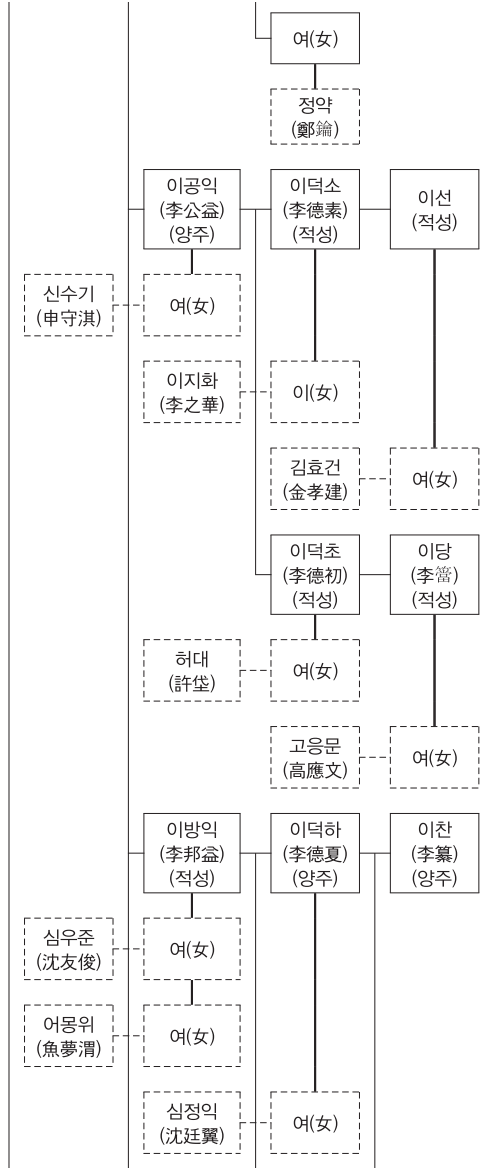 여(女)
정약
(鄭鑰)
이공익
(李公益)
(양주)
이덕소
(李德素)
(적성)
이선
(적성)
신수기
(申守淇)
여(女)
이지화
(李之華)
이(女)
김효건
(金孝建)
여(女)
이덕초
(李德初)
(적성)
이당
(李簹)
(적성)
허대
(許垈)
여(女)
고응문
(高應文)
여(女)
이방익
(李邦益)
(적성)
이덕하
(李德夏)
(양주)
이찬
(李纂)
(양주)
심우준
(沈友俊)
여(女)
어몽위
(魚夢渭)
여(女)
심정익
(沈廷翼)
여(女)